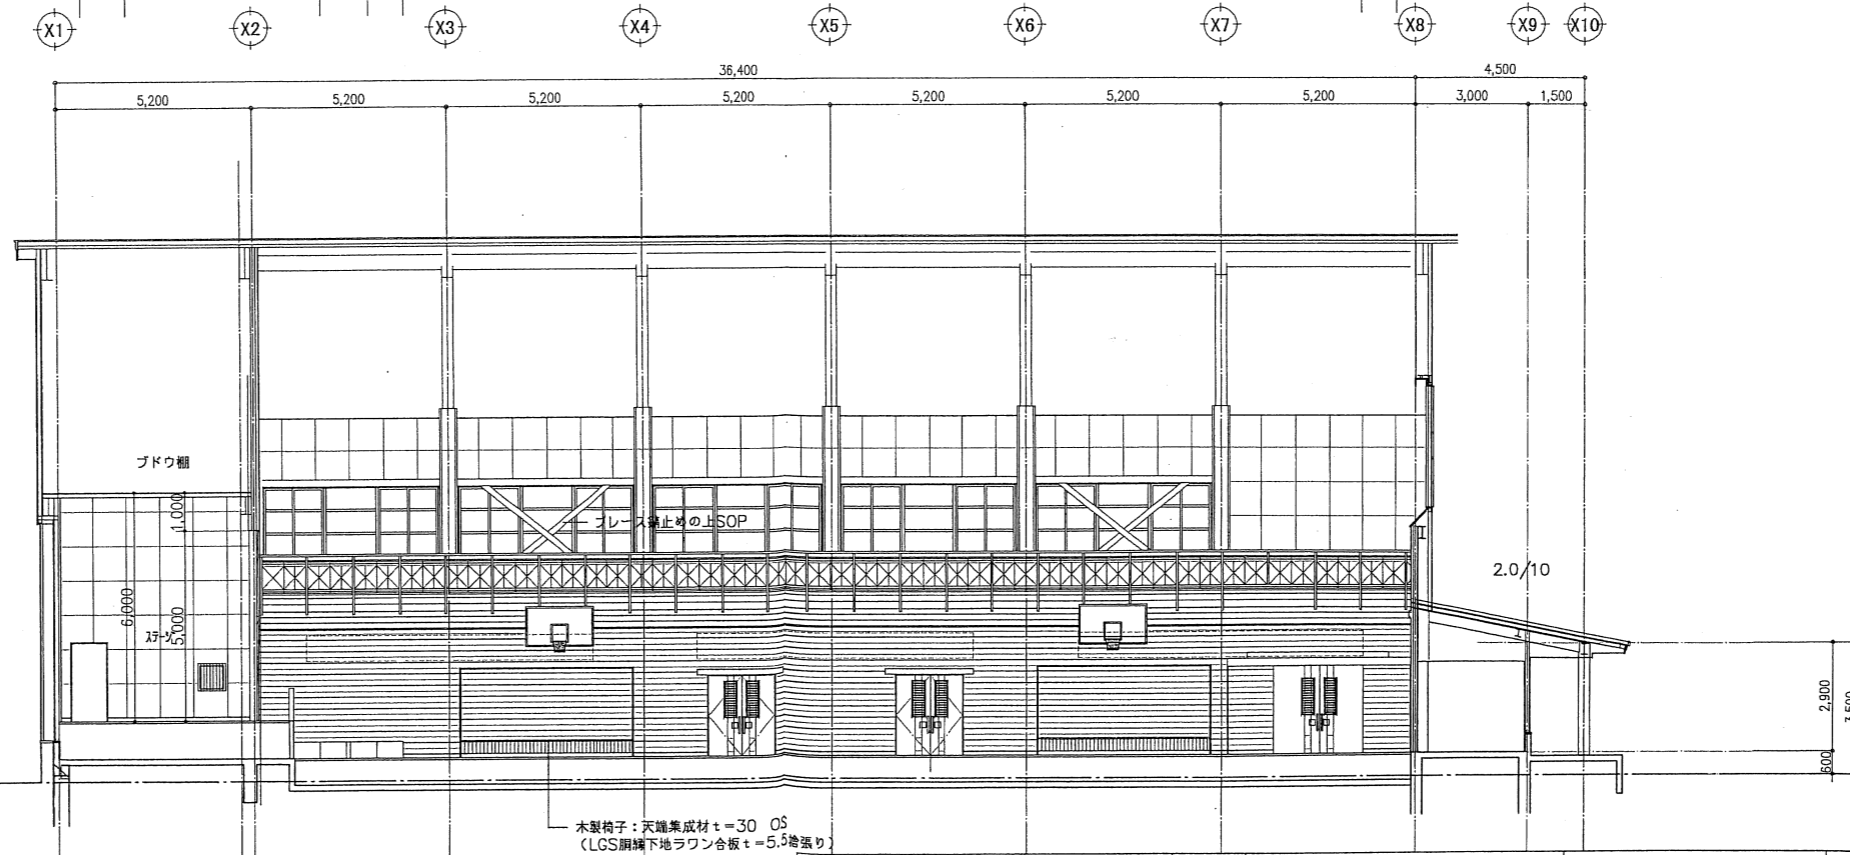 X1 X2 X3 X4 X5 X6 X7 X8 X9 X10
36,400 4,500
5,200 5,200 5,200 5,200 5,200 5,200 5,200 3,000 1,500
ブドウ棚
1,000
ブレース錆止めの上SOP
2.0/10
6,000
ステージ
5,000
2,900
3,500
600
木製椅子：天端集成材t=30 OS
（LGS胴縁下地ラワン合板t=5.5捨張り）